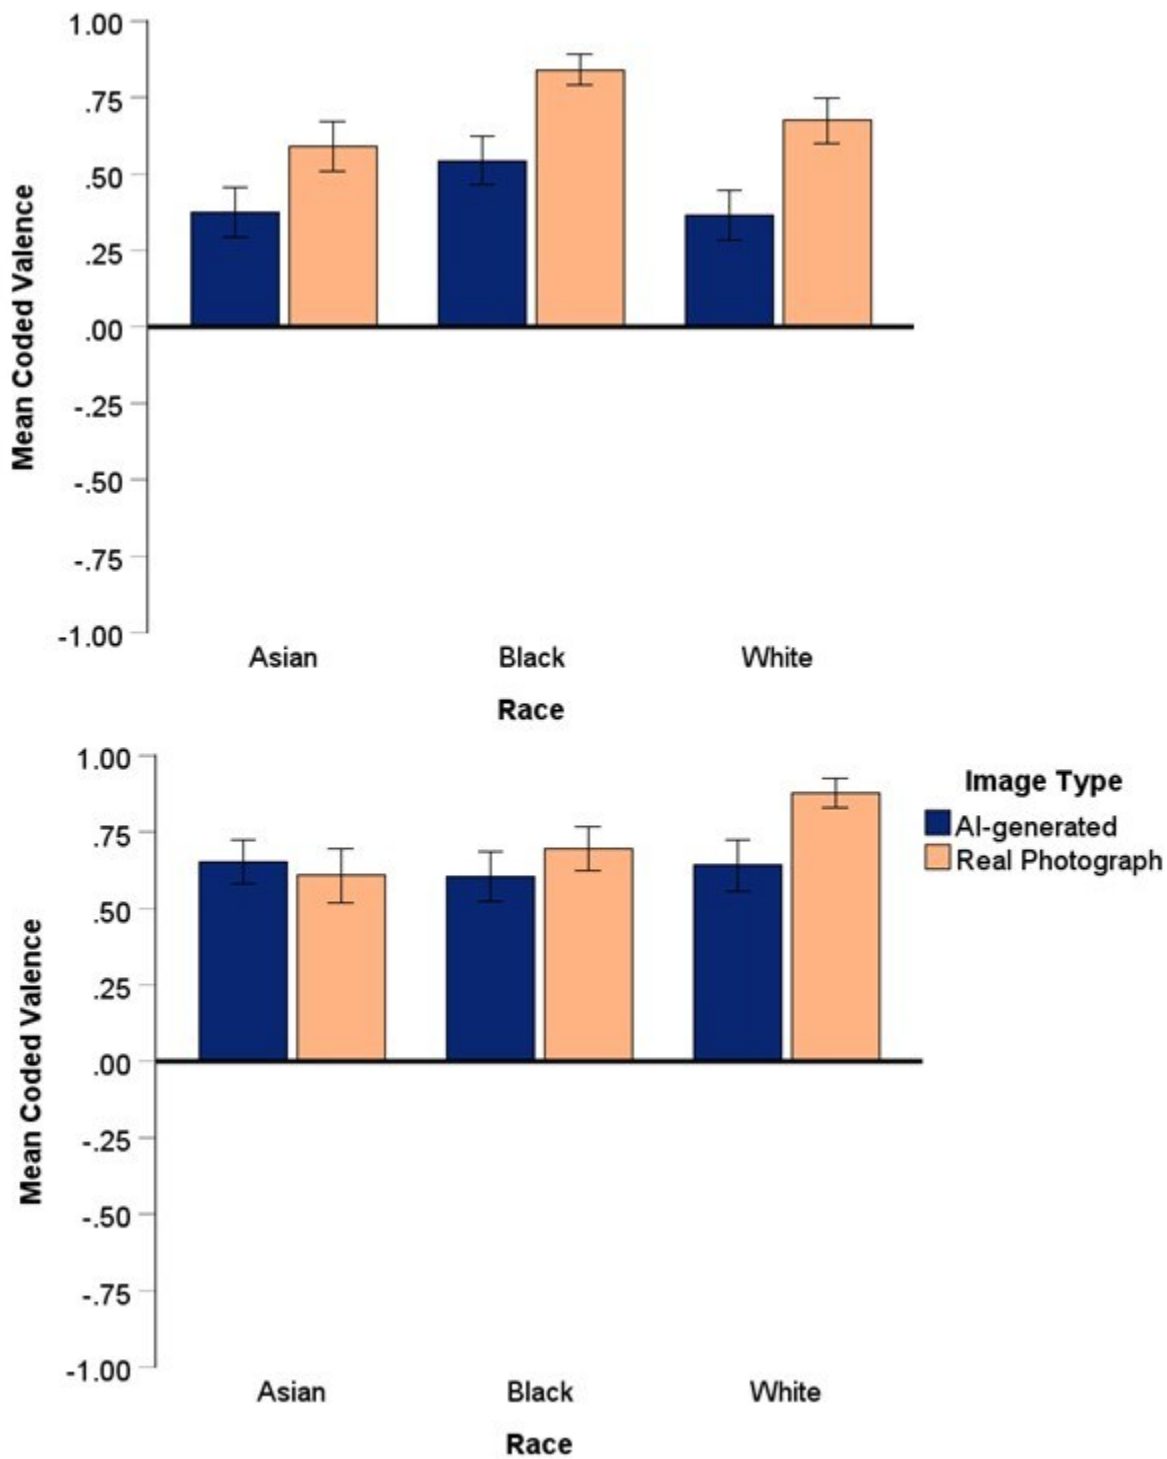 1.00
.75
.50
.25
.00
-.25
-.50
-.75
-1.00
Mean Coded Valence
Asian Black White
Race
1.00
.75
.50
.25
.00
-.25
-.50
-.75
-1.00
Mean Coded Valence
Asian Black White
Race
Image Type
AI-generated
Real Photograph